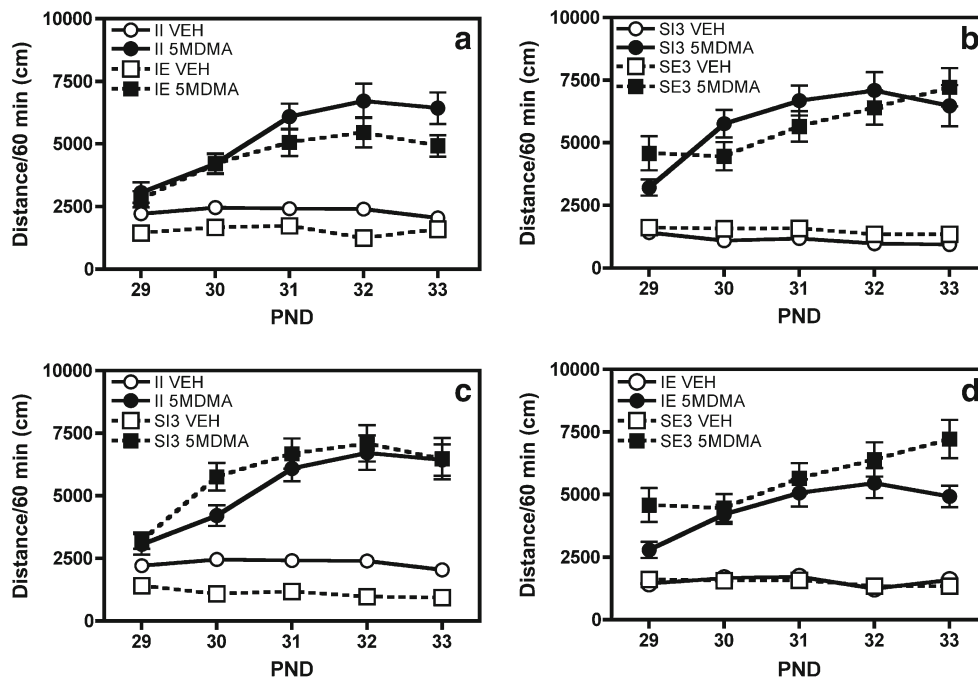 a
10000
7500
5000
2500
0
Distance/60 min (cm)
II VEH
II 5MDMA
IE VEH
IE 5MDMA
29 30 31 32 33
PND
b
10000
7500
5000
2500
0
Distance/60 min (cm)
SI3 VEH
SI3 5MDMA
SE3 VEH
SE3 5MDMA
29 30 31 32 33
PND
c
10000
7500
5000
2500
0
Distance/60 min (cm)
II VEH
II 5MDMA
SI3 VEH
SI3 5MDMA
29 30 31 32 33
PND
d
10000
7500
5000
2500
0
Distance/60 min (cm)
IE VEH
IE 5MDMA
SE3 VEH
SE3 5MDMA
29 30 31 32 33
PND